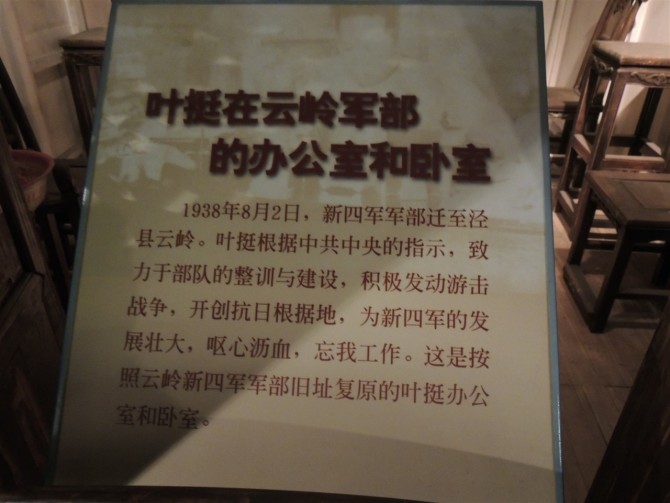 叶挺在云岭军部
的办公室和卧室
1938年8月2日，新四军军部迁至泾
县云岭。叶挺根据中共中央的指示，致
力于部队的整训与建设，积极发动游击
战争，开创抗日根据地，为新四军的发
展壮大，呕心沥血，忘我工作。这是按
照云岭新四军军部旧址复原的叶挺办公
室和卧室。